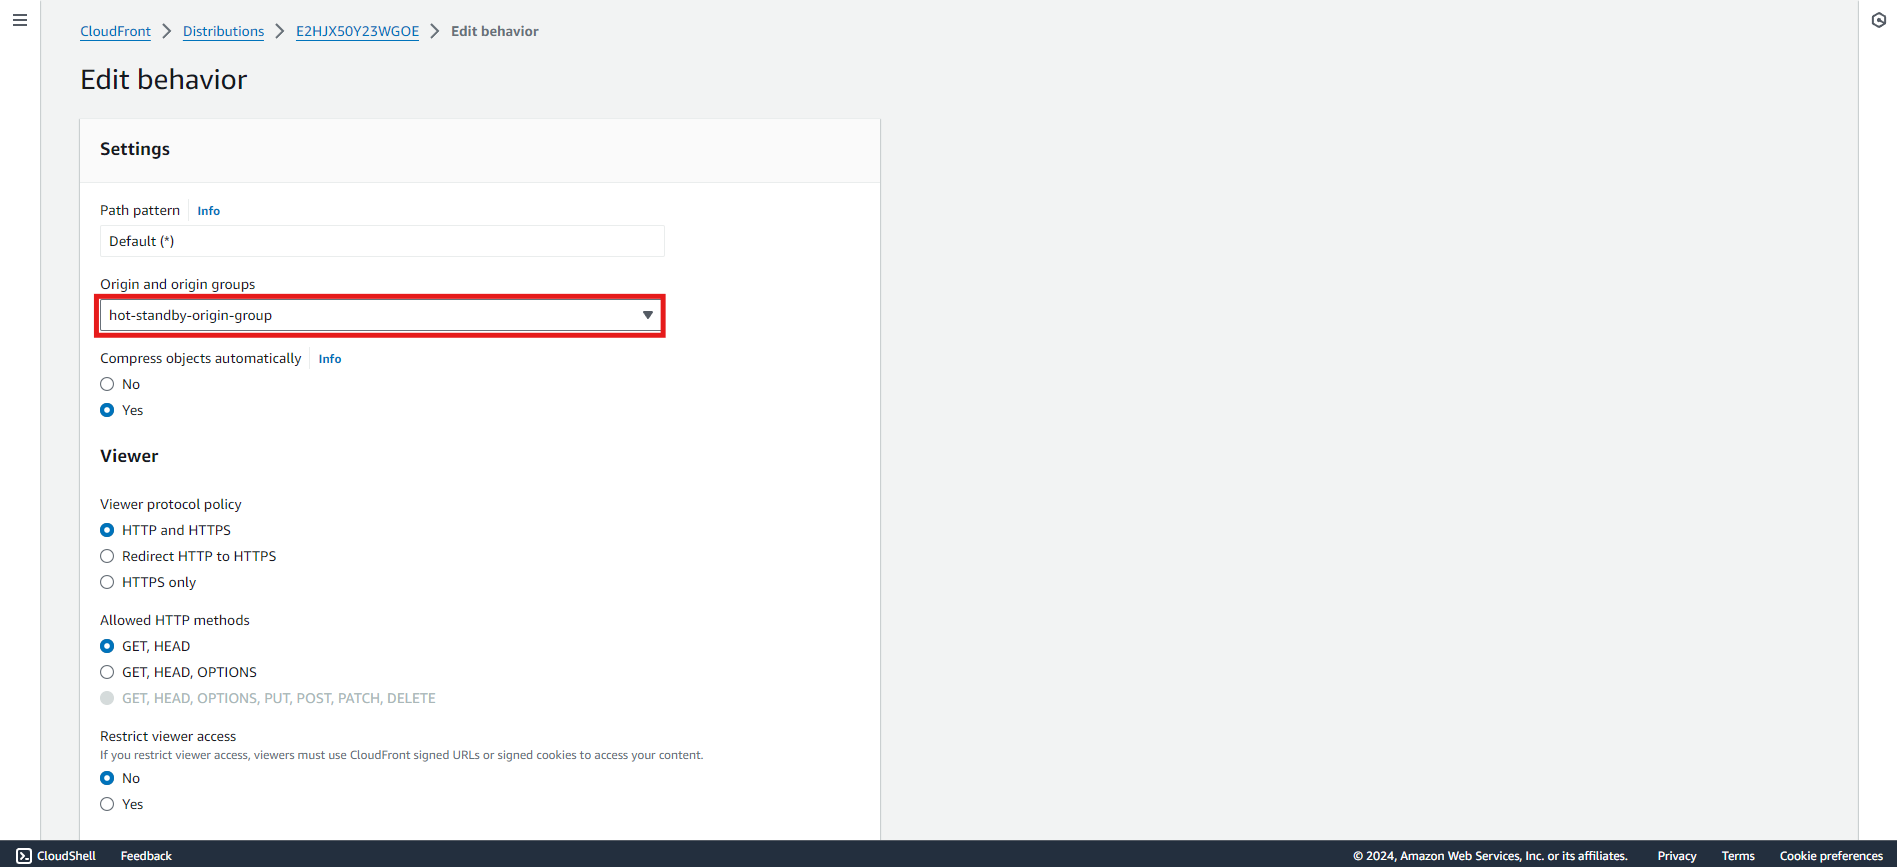 CloudFront > Distributions > E2HJX50Y23WGOE > Edit behavior
Edit behavior
Settings
Path pattern Info
Default (*)
Origin and origin groups
hot-standby-origin-group
Compress objects automatically Info
No
Yes
Viewer
Viewer protocol policy
HTTP and HTTPS
Redirect HTTP to HTTPS
HTTPS only
Allowed HTTP methods
GET, HEAD
GET, HEAD, OPTIONS
GET, HEAD, OPTIONS, PUT, POST, PATCH, DELETE
Restrict viewer access
If you restrict viewer access, viewers must use CloudFront signed URLs or signed cookies to access your content.
No
Yes
CloudShell Feedback © 2024, Amazon Web Services, Inc. or its affiliates. Privacy Terms Cookie preferences